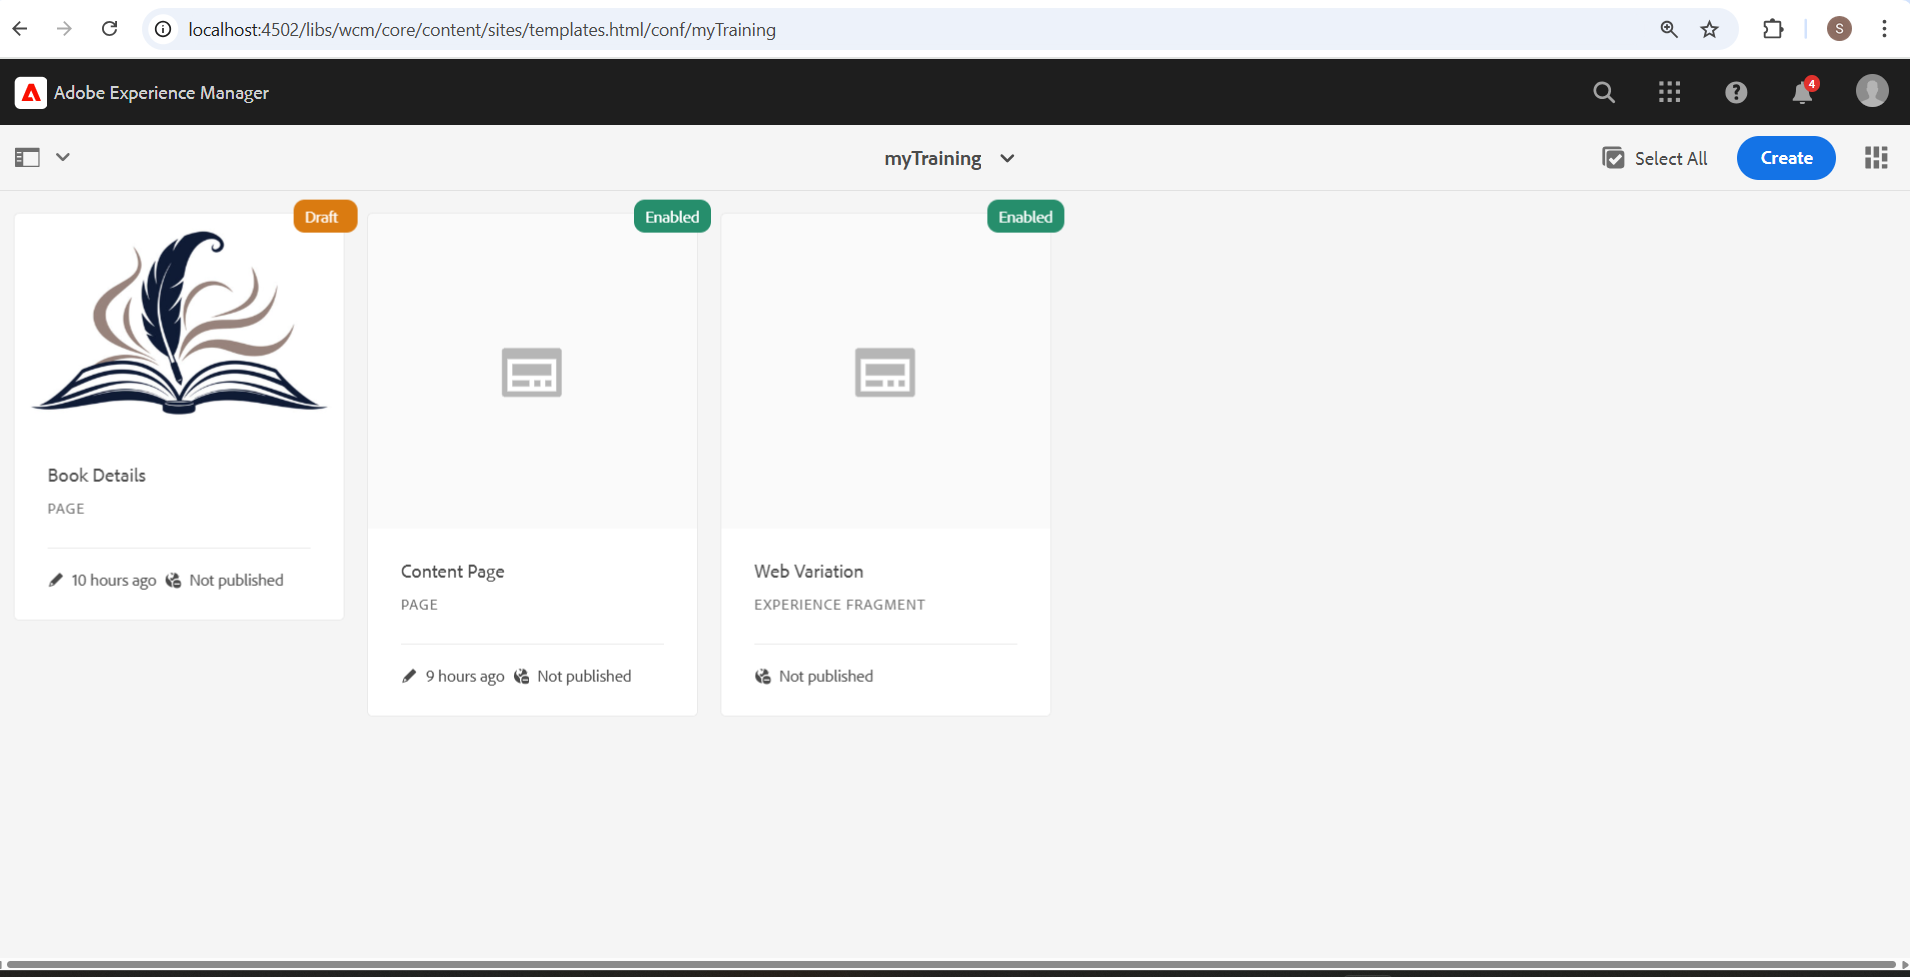 localhost:4502/libs/wcm/core/content/sites/templates.html/conf/myTraining
S
Adobe Experience Manager
4
myTraining
Select All
Create
Draft
Enabled
Enabled
Book Details
PAGE
10 hours ago Not published
Content Page
PAGE
9 hours ago Not published
Web Variation
EXPERIENCE FRAGMENT
Not published